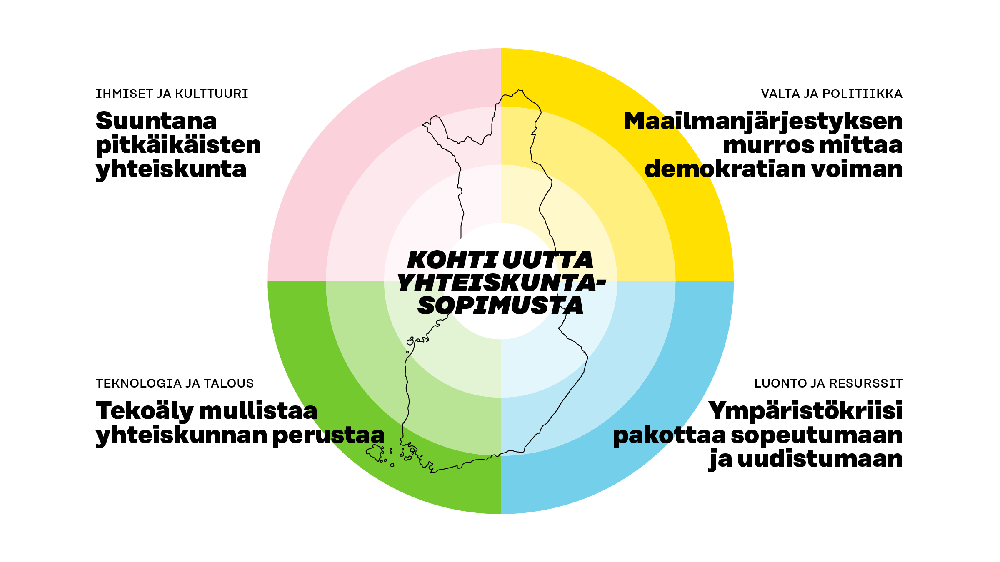 IHMISET JA KULTTUURI
Suuntana
pitkäikäisten
yhteiskunta
VALTA JA POLITIIKKA
Maailmanjärjestyksen
murros mittaa
demokratian voiman
KOHTI UUTTA
YHTEISKUNTA-
SOPIMUSTA
TEKNOLOGIA JA TALOUS
Tekoäly mullistaa
yhteiskunnan perustaa
LUONTO JA RESURSSIT
Ympäristökriisi
pakottaa sopeutumaan
ja uudistumaan